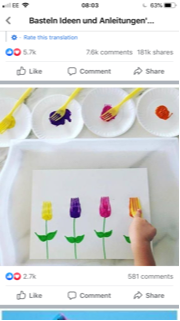 EE 08:03 63%
Basteln Ideen und Anleitungen'...
Rate this translation
5.7k 7.6k comments 181k shares
Like Comment Share
2.7k 581 comments
Like Comment Share